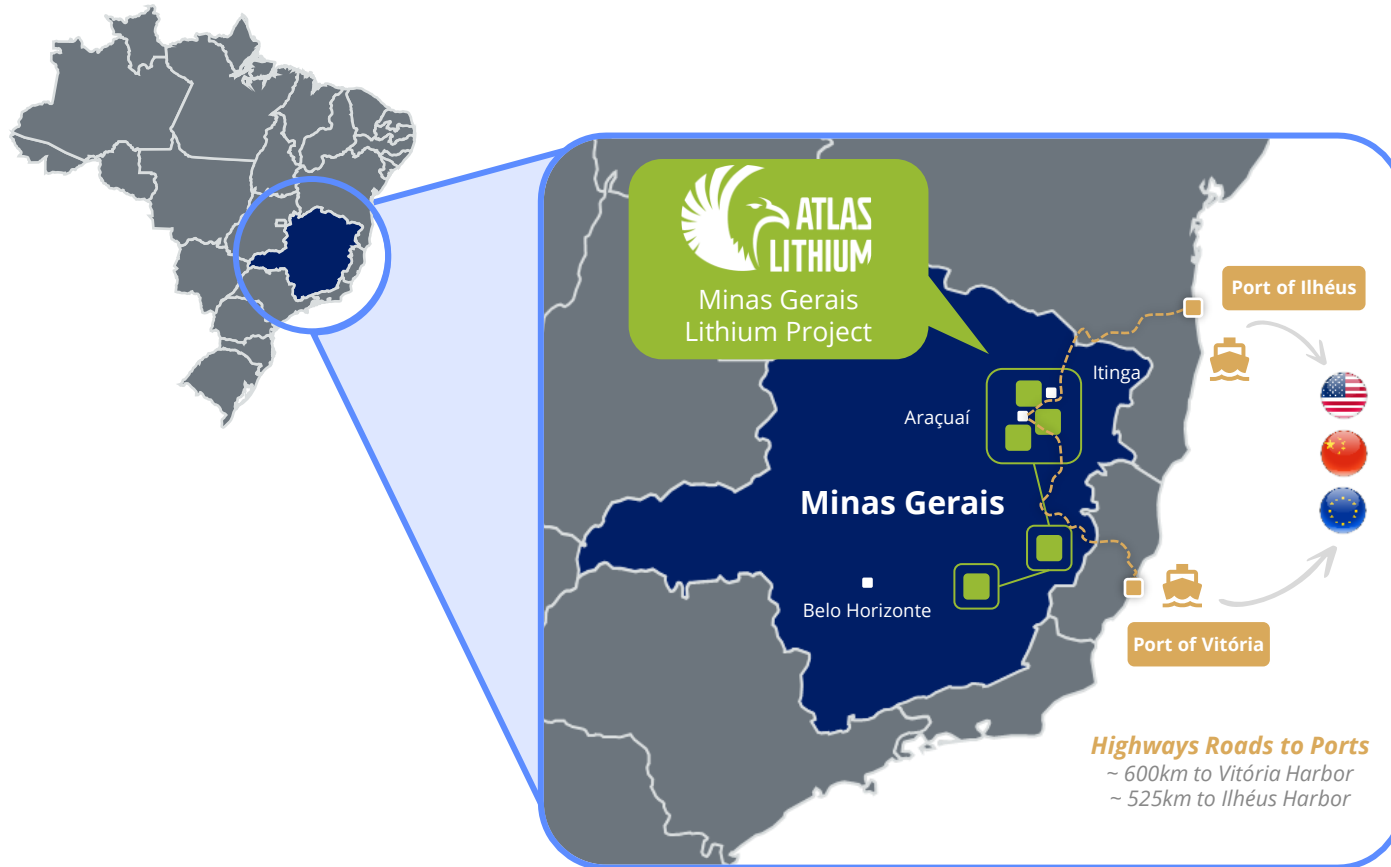 ATLAS
LITHIUM
Minas Gerais
Lithium Project
Port of Ilhéus
Itinga
Araçuaí
Minas Gerais
Belo Horizonte
Port of Vitória
Highways Roads to Ports
~ 600km to Vitória Harbor
~ 525km to Ilhéus Harbor